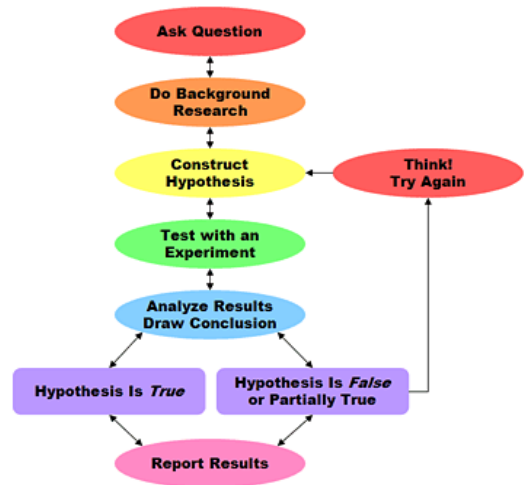 Ask Question
Do Background
Research
Construct
Hypothesis
Think!
Try Again
Test with an
Experiment
Analyze Results
Draw Conclusion
Hypothesis Is True
Hypothesis Is False
or Partially True
Report Results